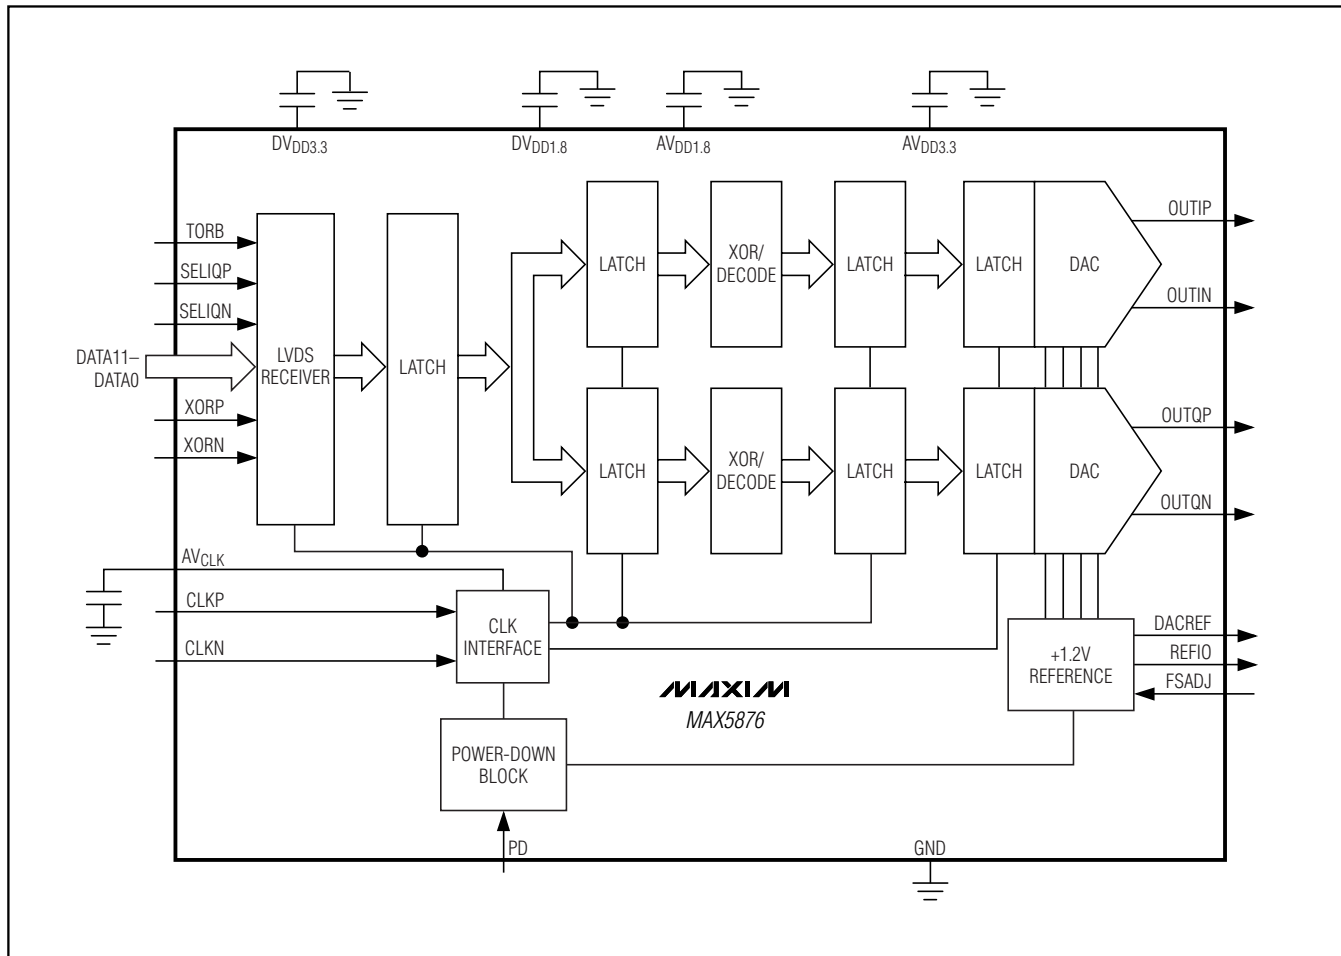 DVDD3.3
DVDD1.8
AVDD1.8
AVDD3.3
TORB
SELIQP
SELIQN
DATA11–
DATA0
XORP
XORN
LVDS
RECEIVER
LATCH
LATCH
XOR/
DECODE
LATCH
LATCH
DAC
OUTIP
OUTIN
LATCH
XOR/
DECODE
LATCH
LATCH
DAC
OUTQP
OUTQN
AVCLK
CLKP
CLKN
CLK
INTERFACE
+1.2V
REFERENCE
DACREF
REFIO
FSADJ
MAXIM
MAX5876
POWER-DOWN
BLOCK
PD
GND